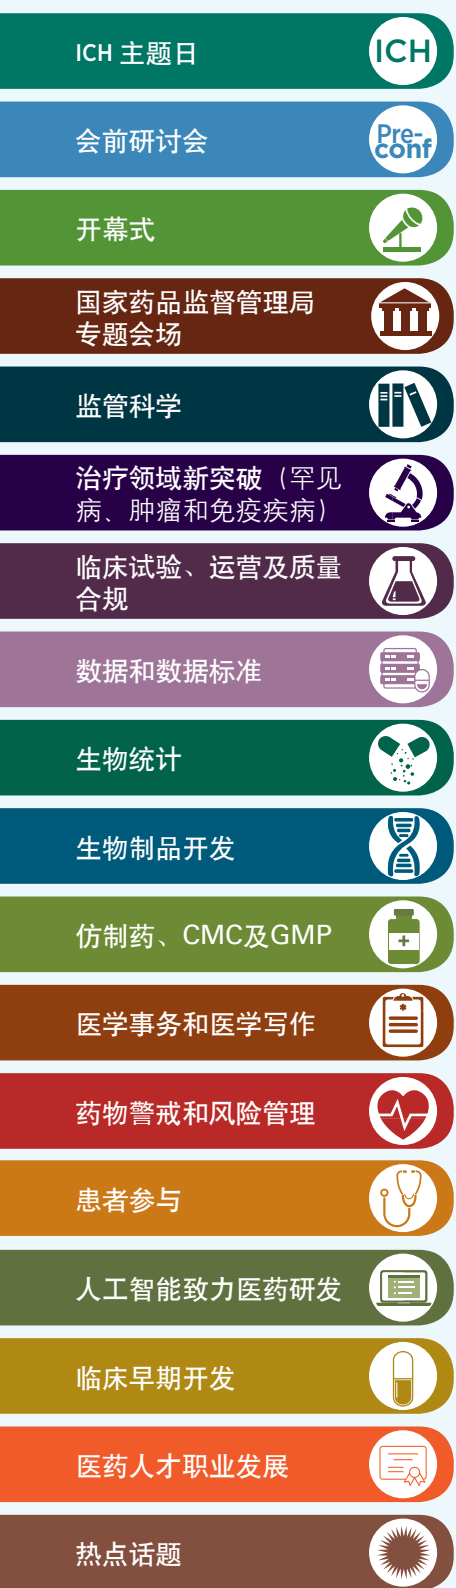 ICH 主题日
ICH
会前研讨会
Pre-
conf
开幕式
国家药品监督管理局
专题会场
监管科学
治疗领域新突破（罕见
病、肿瘤和免疫疾病）
临床试验、运营及质量
合规
数据和数据标准
生物统计
生物制品开发
仿制药、CMC及GMP
医学事务和医学写作
药物警戒和风险管理
患者参与
人工智能致力医药研发
临床早期开发
医药人才职业发展
热点话题